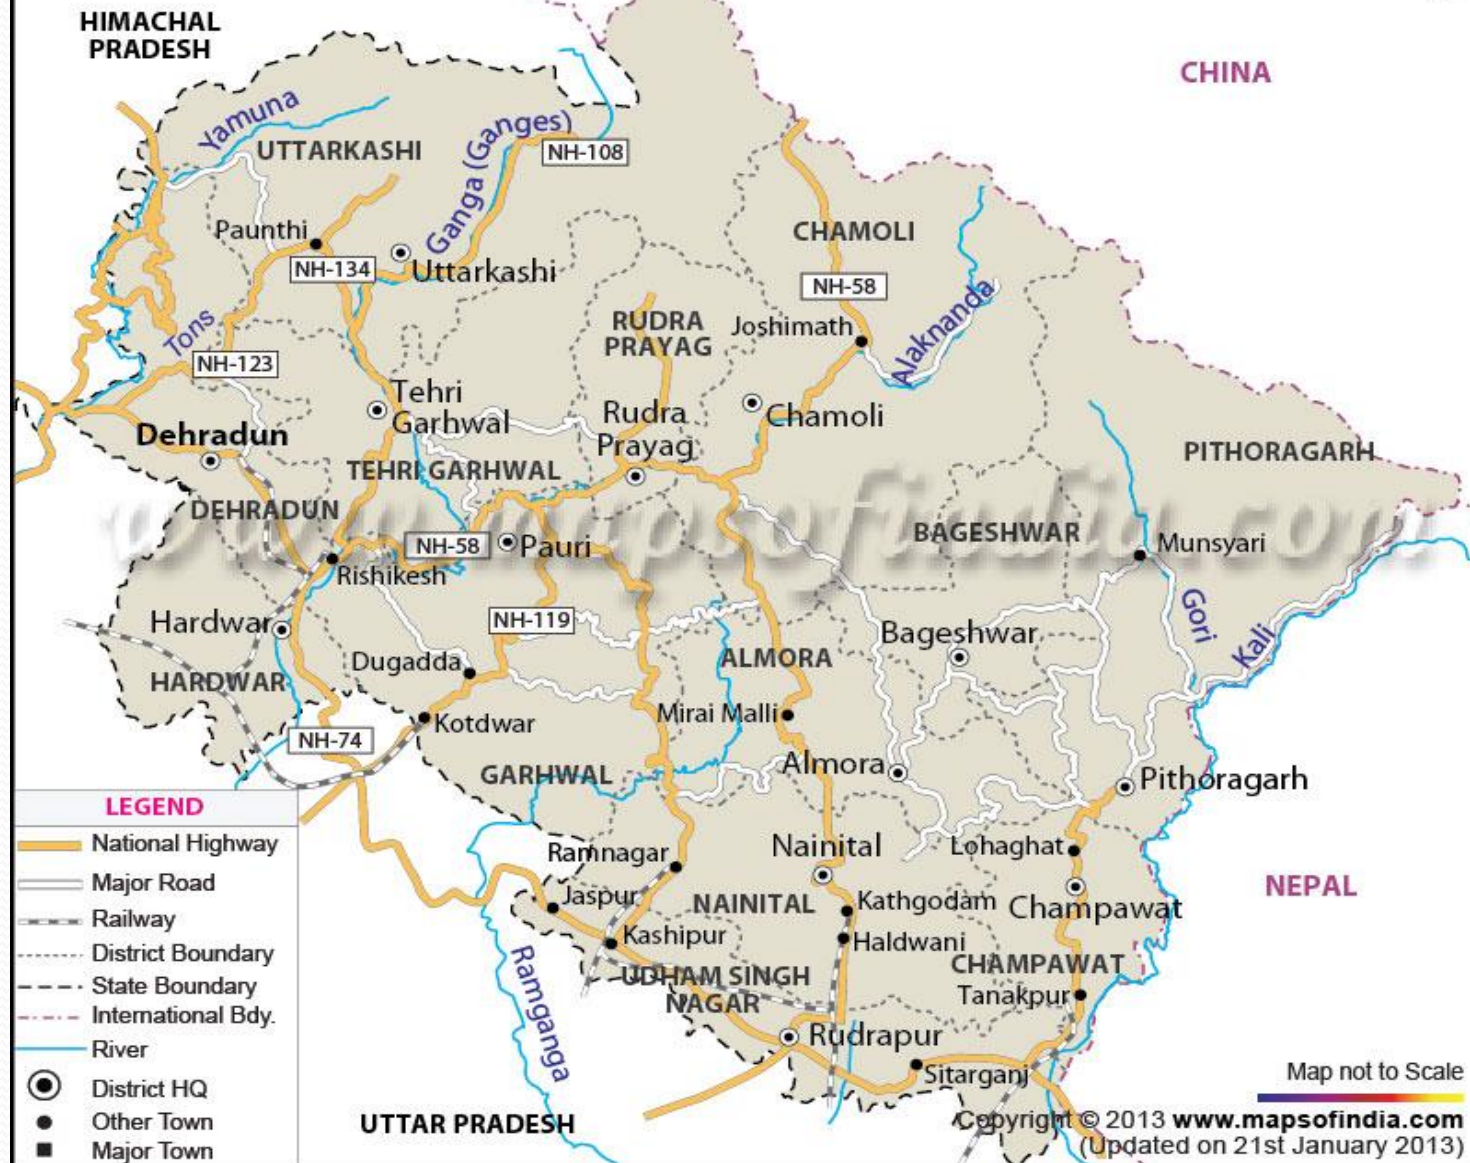 HIMACHAL
PRADESH
CHINA
Yamuna
UTTARKASHI
Ganga (Ganges)
NH-108
Paunthi
NH-134
Uttarkashi
CHAMOLI
NH-58
Alaknanda
RUDRA
PRAYAG
Joshimath
Tons
NH-123
Tehri
Garhwal
Rudra
Prayag
Chamoli
Dehradun
TEHRI GARHWAL
PITHORAGARH
DEHRADUN
www.mapsofindia.com
BAGESHWAR
Munsyari
NH-58
Pauri
Rishikesh
Gori
Kali
Hardwar
NH-119
Bageshwar
Dugadda
ALMORA
HARDWAR
Mirai Malli
Kotdwar
NH-74
GARHWAL
Almora
Pithoragarh
LEGEND
National Highway
Major Road
Railway
District Boundary
State Boundary
International Bdy.
River
District HQ
Other Town
Major Town
Ramnagar
Nainital
Lohaghat
Jaspur
NAINITAL
Kathgodam
Champawat
NEPAL
Kashipur
Haldwani
UDHAM SINGH
NAGAR
CHAMPAWAT
Tanakpur
Ramganga
Rudrapur
Sitarganj
UTTAR PRADESH
Map not to Scale
Copyright © 2013 www.mapsofindia.com
(Updated on 21st January 2013)